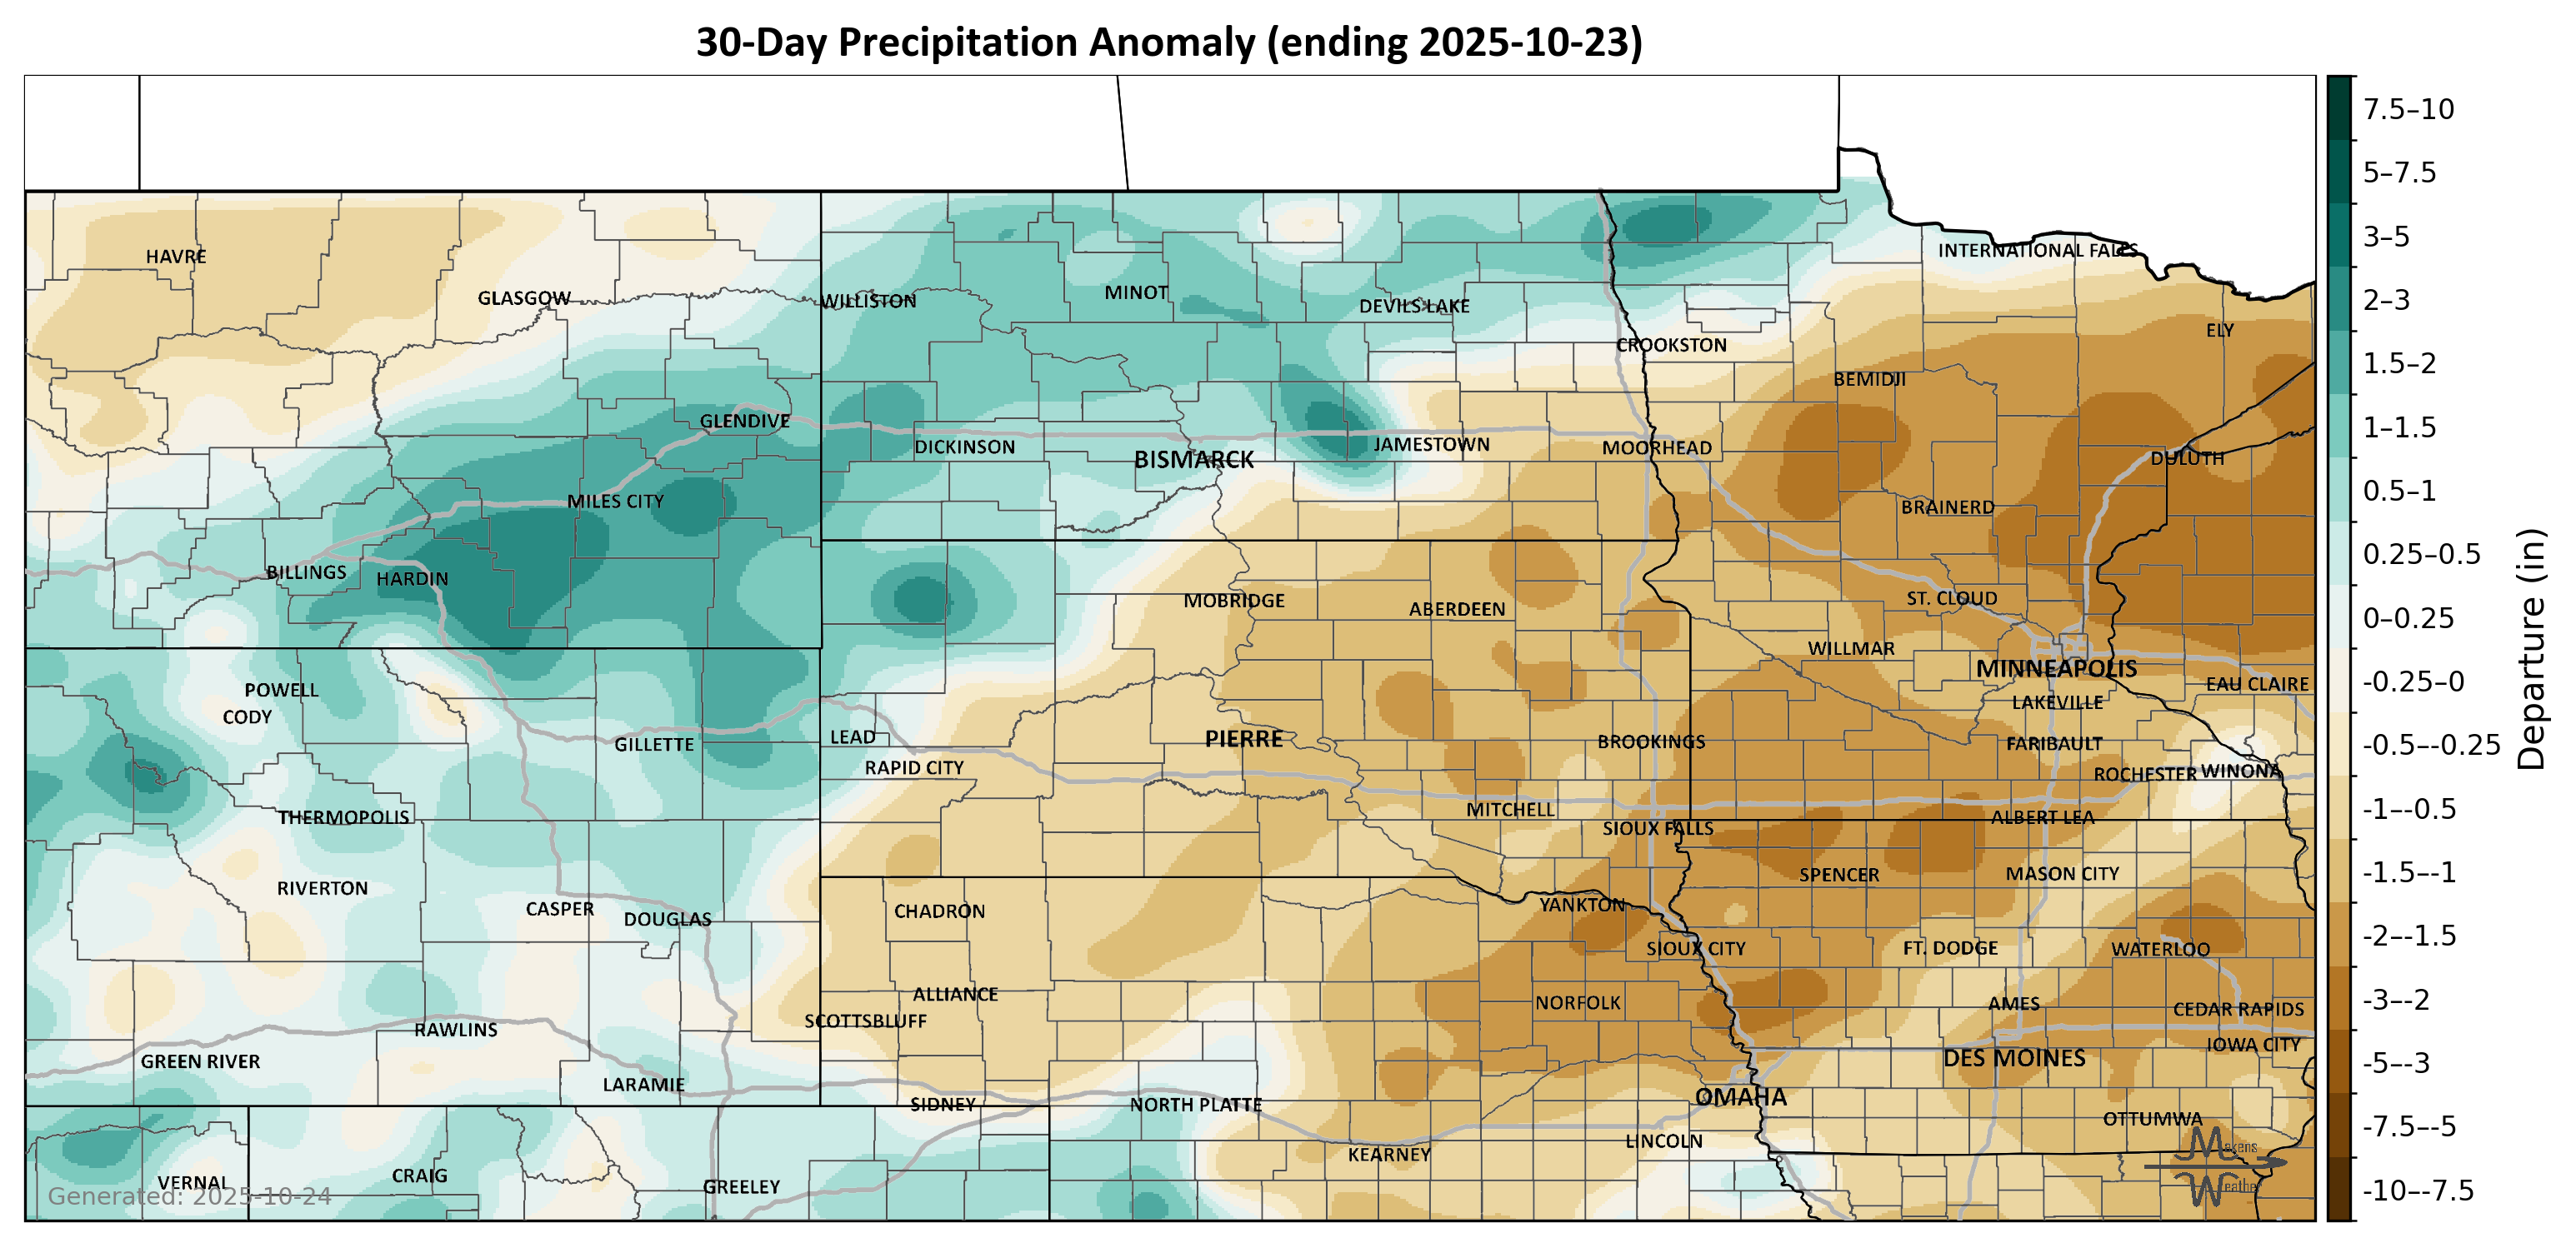 30-Day Precipitation Anomaly (ending 2025-10-23)
HAVRE
GLASGOW
WILLISTON
MINOT
DEVILS LAKE
INTERNATIONAL FALLS
CROOKSTON
ELY
BEMIDJI
GLENDIVE
DICKINSON
BISMARCK
JAMESTOWN
MOORHEAD
DULUTH
MILES CITY
BRAINERD
BILLINGS
HARDIN
MOBRIDGE
ABERDEEN
ST. CLOUD
WILLMAR
MINNEAPOLIS
POWELL
CODY
LAKEVILLE
EAU CLAIRE
GILLETTE
LEAD
PIERRE
BROOKINGS
FARIBAULT
RAPID CITY
ROCHESTER
WINONA
THERMOPOLIS
MITCHELL
ALBERT LEA
SIOUX FALLS
RIVERTON
SPENCER
MASON CITY
CASPER
DOUGLAS
CHADRON
YANKTON
SIOUX CITY
FT. DODGE
WATERLOO
ALLIANCE
NORFOLK
AMES
CEDAR RAPIDS
SCOTTSBLUFF
RAWLINS
IOWA CITY
GREEN RIVER
DES MOINES
LARAMIE
OMAHA
SIDNEY
NORTH PLATTE
OTTUMWA
LINCOLN
KEARNEY
VERNAL
CRAIG
GREELEY
Generated: 2025-10-24
Makens
Weather
7.5–10
5–7.5
3–5
2–3
1.5–2
1–1.5
0.5–1
0.25–0.5
0–0.25
-0.25–0
-0.5–-0.25
-1–-0.5
-1.5–-1
-2–-1.5
-3–-2
-5–-3
-7.5–-5
-10–-7.5
Departure (in)